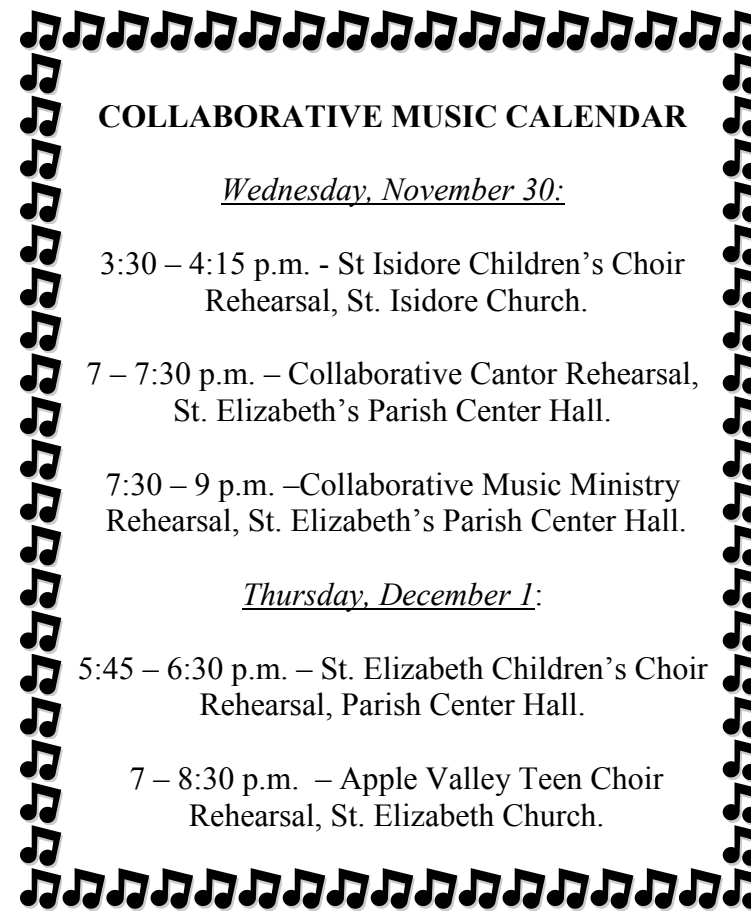 COLLABORATIVE MUSIC CALENDAR
Wednesday, November 30:
3:30 – 4:15 p.m. - St Isidore Children’s Choir
Rehearsal, St. Isidore Church.
7 – 7:30 p.m. – Collaborative Cantor Rehearsal,
St. Elizabeth’s Parish Center Hall.
7:30 – 9 p.m. –Collaborative Music Ministry
Rehearsal, St. Elizabeth’s Parish Center Hall.
Thursday, December 1:
5:45 – 6:30 p.m. – St. Elizabeth Children’s Choir
Rehearsal, Parish Center Hall.
7 – 8:30 p.m.  – Apple Valley Teen Choir
Rehearsal, St. Elizabeth Church.